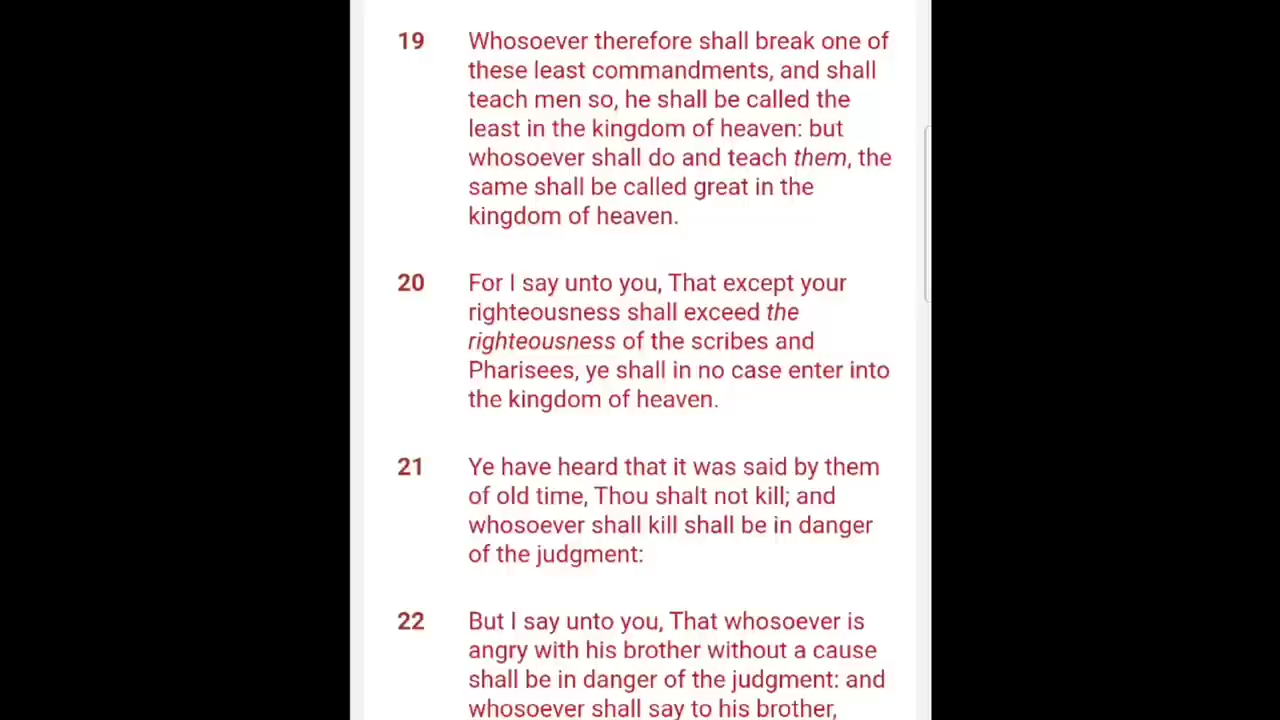 19 Whosoever therefore shall break one of
these least commandments, and shall
teach men so, he shall be called the
least in the kingdom of heaven: but
whosoever shall do and teach them, the
same shall be called great in the
kingdom of heaven.
20 For I say unto you, That except your
righteousness shall exceed the
righteousness of the scribes and
Pharisees, ye shall in no case enter into
the kingdom of heaven.
21 Ye have heard that it was said by them
of old time, Thou shalt not kill; and
whosoever shall kill shall be in danger
of the judgment:
22 But I say unto you, That whosoever is
angry with his brother without a cause
shall be in danger of the judgment: and
whosoever shall say to his brother,